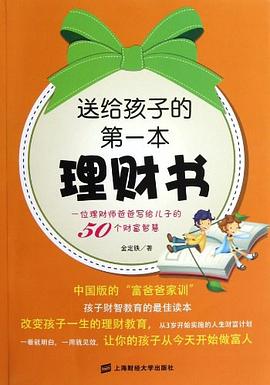 送给孩子的
第一本
理财书
一位理财师爸爸写给儿子的
50个财富智慧
金定铁/著
中国版的“富爸爸家训”
孩子财智教育的最佳读本
改变孩子一生的理财教育，从3岁开始实施的人生财富计划
一看就明白，一用就见效，让你的孩子从今天开始做富人
上海财经大学出版社